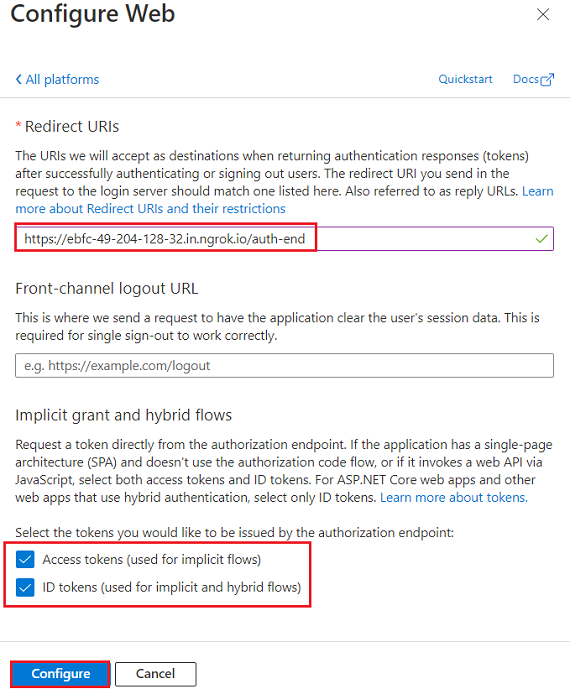 Configure Web
All platforms
Quickstart
Docs
* Redirect URIs
The URIs we will accept as destinations when returning authentication responses (tokens)
after successfully authenticating or signing out users. The redirect URI you send in the
request to the login server should match one listed here. Also referred to as reply URLs. Learn
more about Redirect URIs and their restrictions
https://ebfc-49-204-128-32.in.ngrok.io/auth-end
Front-channel logout URL
This is where we send a request to have the application clear the user's session data. This is
required for single sign-out to work correctly.
e.g. https://example.com/logout
Implicit grant and hybrid flows
Request a token directly from the authorization endpoint. If the application has a single-page
architecture (SPA) and doesn't use the authorization code flow, or if it invokes a web API via
JavaScript, select both access tokens and ID tokens. For ASP.NET Core web apps and other
web apps that use hybrid authentication, select only ID tokens. Learn more about tokens.
Select the tokens you would like to be issued by the authorization endpoint:
Access tokens (used for implicit flows)
ID tokens (used for implicit and hybrid flows)
Configure
Cancel